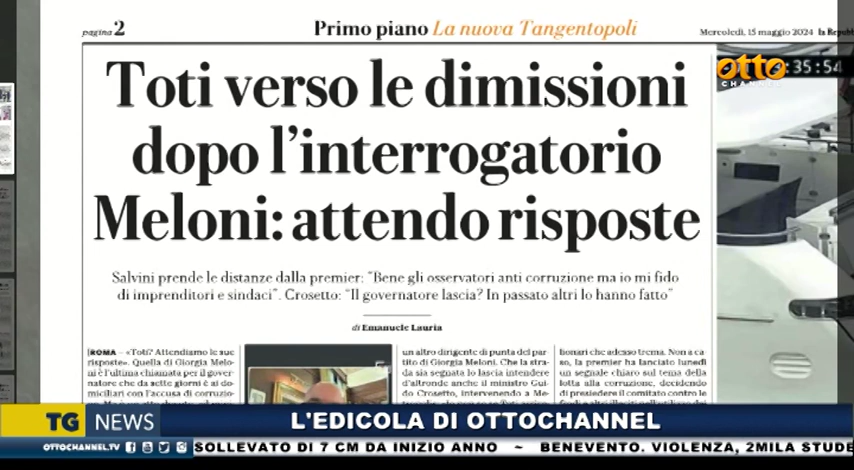 pagina 2
Primo piano La nuova Tangentopoli
Mercoledì, 15 maggio 2024 la Repubb
Toti verso le dimissioni
dopo l'interrogatorio
Meloni: attendo risposte
otto
CHANNEL
:35:54
Salvini prende le distanze dalla premier: "Bene gli osservatori anti corruzione ma io mi fido
di imprenditori e sindaci". Crosetto: "Il governatore lascia? In passato altri lo hanno fatto"
di Emanuele Lauria
ROMA – «Toti? Attendiamo le sue
risposte». Quella di Giorgia Melo-
ni è l'ultima chiamata per il gover-
natore che da sette giorni è ai do-
miciliari con l'accusa di corruzio-
un altro dirigente di punta del par-
tito di Giorgia Meloni. Che la stra-
da sia segnata lo lascia intendere
d'altronde anche il ministro Gui-
do Crosetto, intervenendo a Me-
zionari che adesso trema. Non a ca-
so, la premier ha lanciato lunedì
un segnale chiaro sul tema della
lotta alla corruzione, decidendo
di presiedere il comitato contro le
TG NEWS
L'EDICOLA DI OTTOCHANNEL
OTTOCHANNEL.TV
SOLLEVATO DI 7 CM DA INIZIO ANNO ~ BENEVENTO. VIOLENZA, 2MILA STUDE